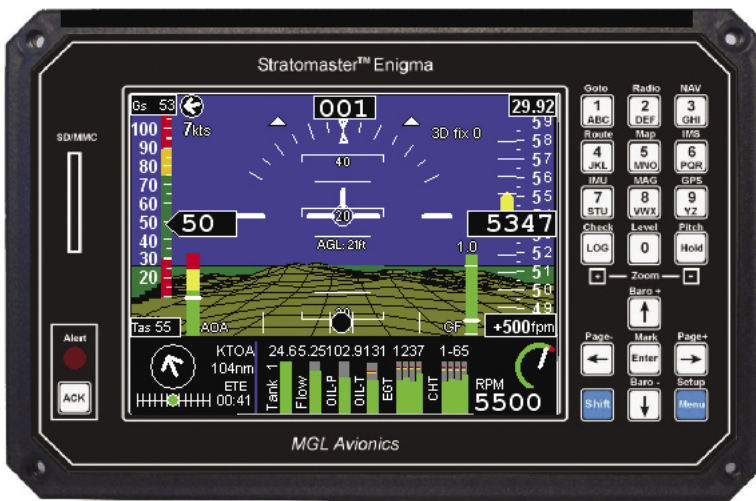 Stratomaster™ Enigma
SD/MMC
Gs 53
7kts
001
29.92
3D fix 0
100
90
80
70
60
50
40
30
20
50
40
20
AGL: 21ft
59
58
57
56
55
5347
52
51
50
49
1.0
Tas 55
AOA
GF
+500fpm
KTOA
104nm
ETE
00:41
24.6
5.25
102.9
131
1237
1-65
Tank 1
Flow
OIL-P
OIL-T
EGT
CHT
RPM
5500
Alert
ACK
MGL Avionics
Goto
Radio
NAV
1
ABC
2
DEF
3
GHI
Route
Map
IMS
4
JKL
5
MNO
6
PQR
IMU
MAG
GPS
7
STU
8
VWX
9
YZ
Check
Level
Pitch
LOG
0
Hold
+ Zoom -
Baro +
Page-
Mark
Page+
Enter
Baro -
Setup
Shift
Menu